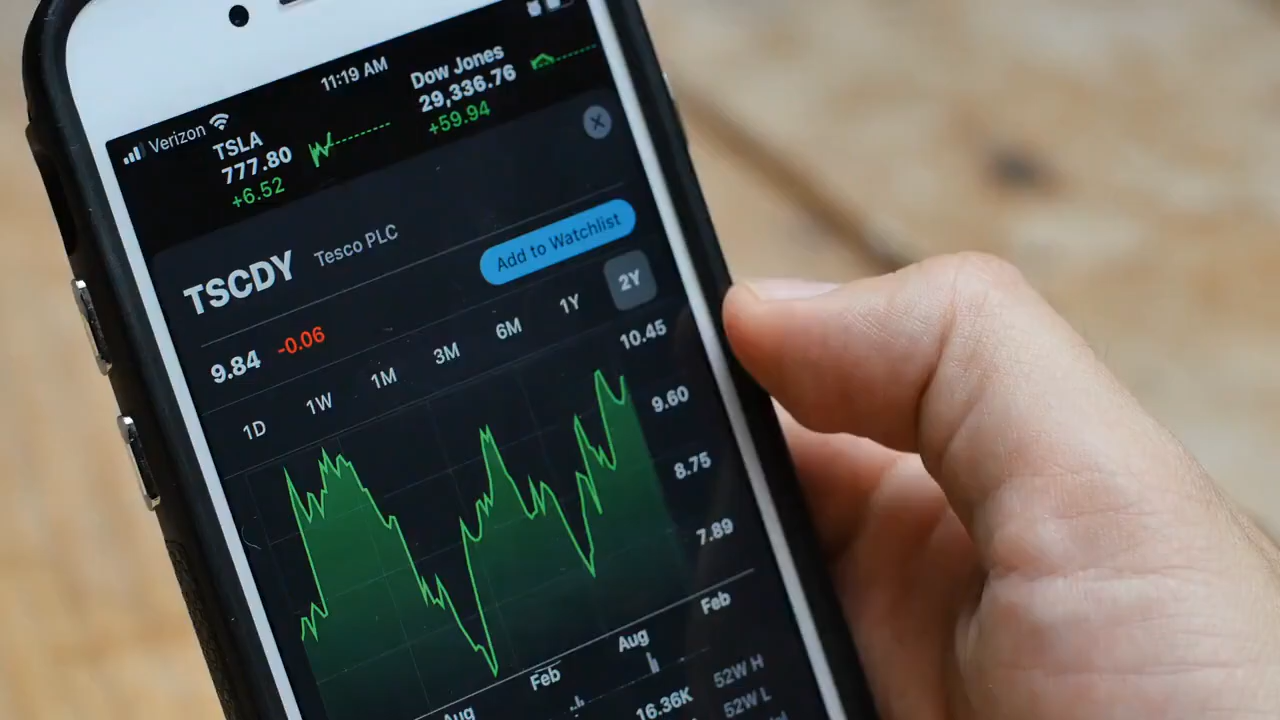 11:19 AM
Verizon
TSLA
777.80
+6.52
Dow Jones
29,336.76
+59.94
TSCDY Tesco PLC
Add to Watchlist
9.84 -0.06
1D 1W 1M 3M 6M 1Y 2Y
10.45
9.60
8.75
7.89
Aug Feb Aug Feb
16.36K
52W H
52W L